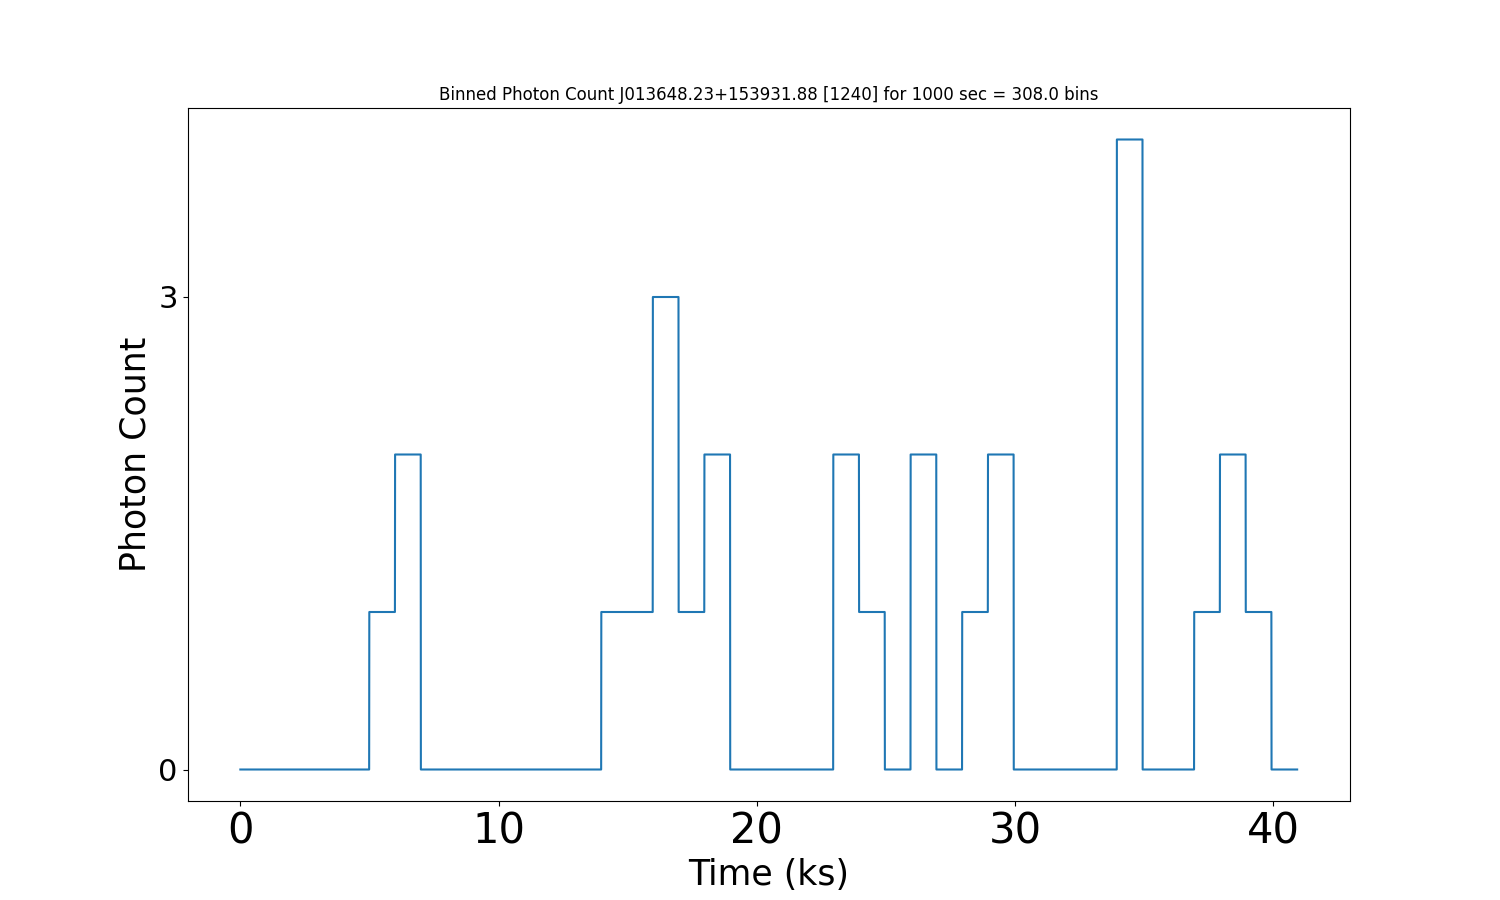 Binned Photon Count J013648.23+153931.88 [1240] for 1000 sec = 308.0 bins
3
Photon Count
0
0 10 20 30 40
Time (ks)